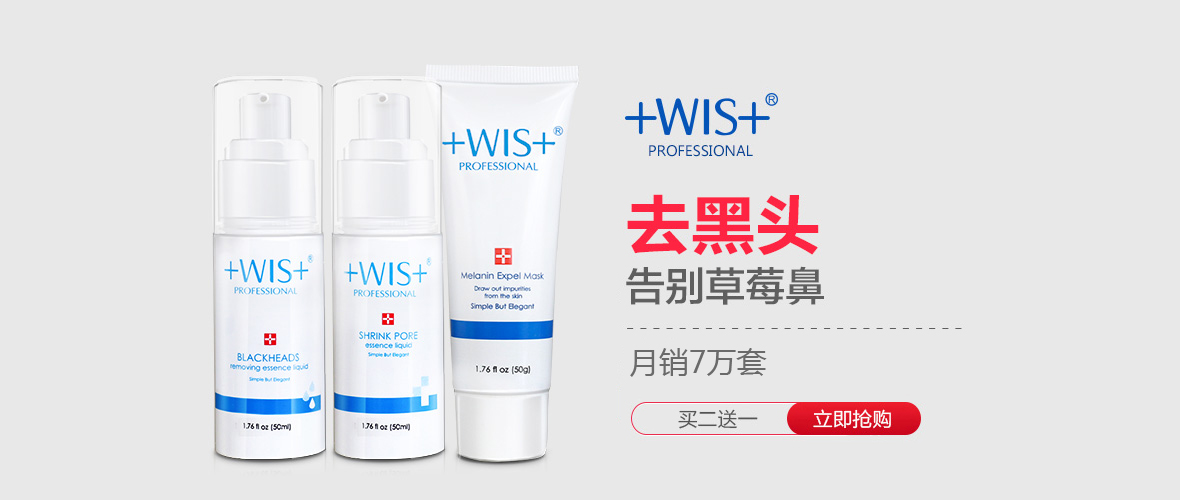 +WIS+®
PROFESSIONAL
BLACKHEADS
removing essence liquid
Simple But Elegant
1.76 fl oz (50ml)
+WIS+®
PROFESSIONAL
SHRINK PORE
essence liquid
Simple But Elegant
1.76 fl oz (50ml)
+WIS+®
PROFESSIONAL
Melanin Expel Mask
Draw out impurities
from the skin
Simple But Elegant
1.76 fl oz (50g)
+WIS+®
PROFESSIONAL
去黑头
告别草莓鼻
月销7万套
买二送一 立即抢购